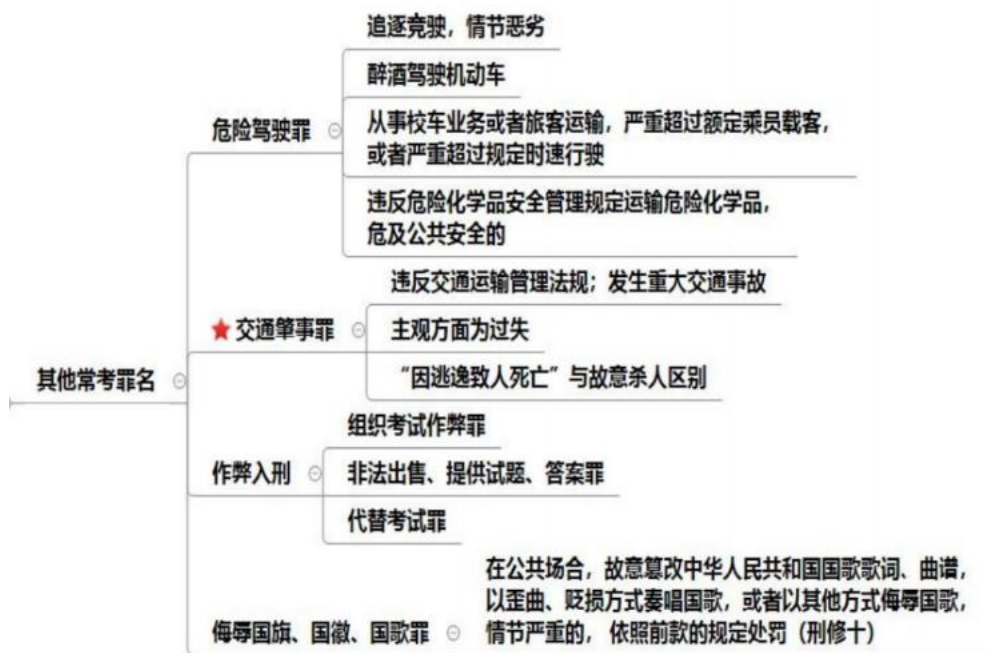 其他常考罪名
危险驾驶罪
追逐竞驶，情节恶劣
醉酒驾驶机动车
从事校车业务或者旅客运输，严重超过额定乘员载客，
或者严重超过规定时速行驶
违反危险化学品安全管理规定运输危险化学品，
危及公共安全的
交通肇事罪
违反交通运输管理法规；发生重大交通事故
主观方面为过失
“因逃逸致人死亡”与故意杀人区别
作弊入刑
组织考试作弊罪
非法出售、提供试题、答案罪
代替考试罪
侮辱国旗、国徽、国歌罪
在公共场合，故意篡改中华人民共和国国歌歌词、曲谱，
以歪曲、贬损方式奏唱国歌，或者以其他方式侮辱国歌，
情节严重的， 依照前款的规定处罚（刑修十）